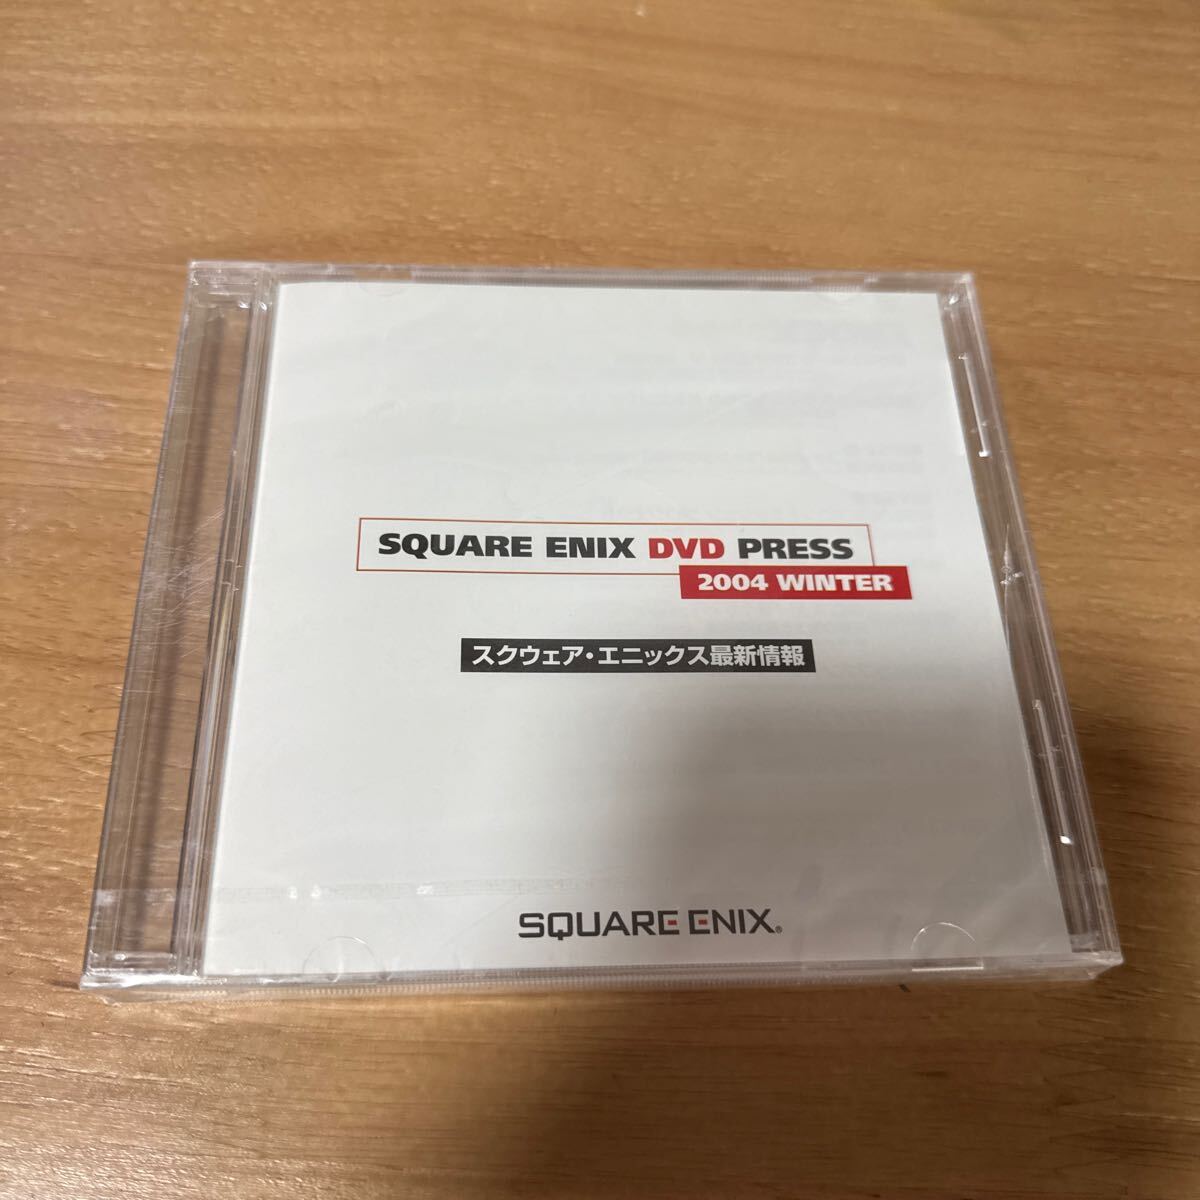 SQUARE ENIX DVD PRESS
2004 WINTER
スクウェア・エニックス最新情報
SQUARE ENIX®